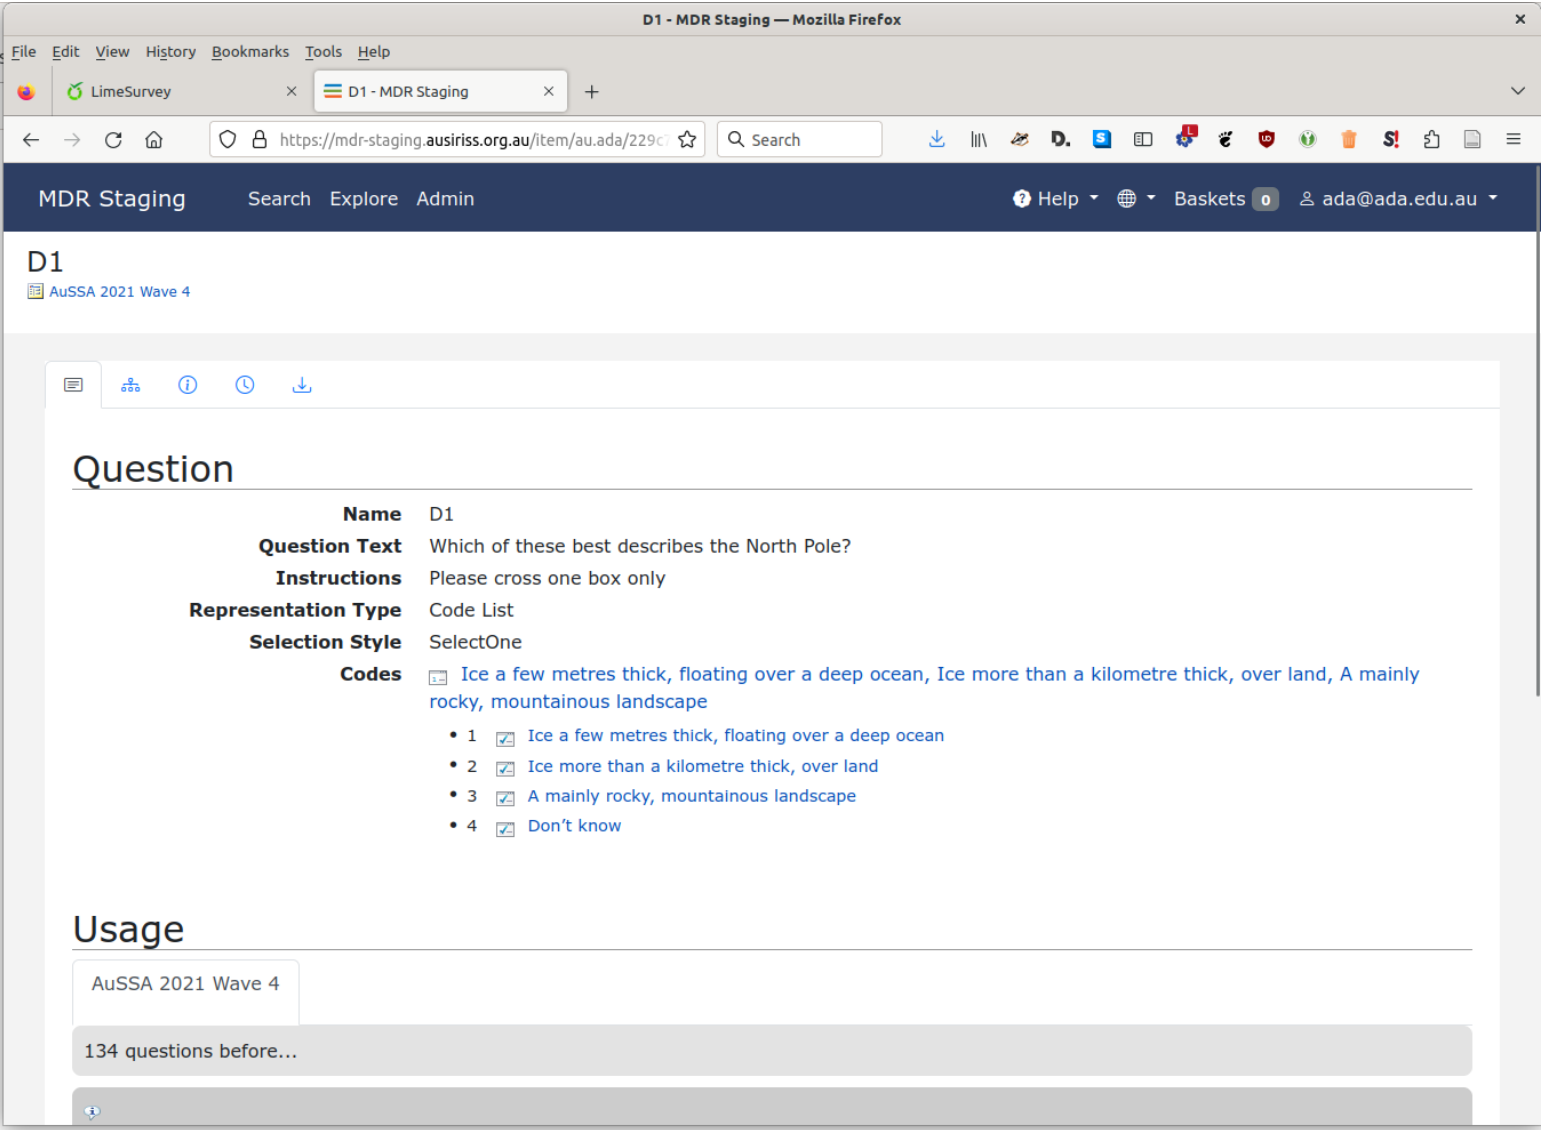 D1 - MDR Staging — Mozilla Firefox
File Edit View History Bookmarks Tools Help
LimeSurvey
D1 - MDR Staging
https://mdr-staging.ausiriss.org.au/item/au.ada/229c
Search
MDR Staging Search Explore Admin Help Baskets 0 ada@ada.edu.au
D1
AuSSA 2021 Wave 4
Question
Name D1
Question Text Which of these best describes the North Pole?
Instructions Please cross one box only
Representation Type Code List
Selection Style SelectOne
Codes Ice a few metres thick, floating over a deep ocean, Ice more than a kilometre thick, over land, A mainly
rocky, mountainous landscape
• 1 Ice a few metres thick, floating over a deep ocean
• 2 Ice more than a kilometre thick, over land
• 3 A mainly rocky, mountainous landscape
• 4 Don’t know
Usage
AuSSA 2021 Wave 4
134 questions before...